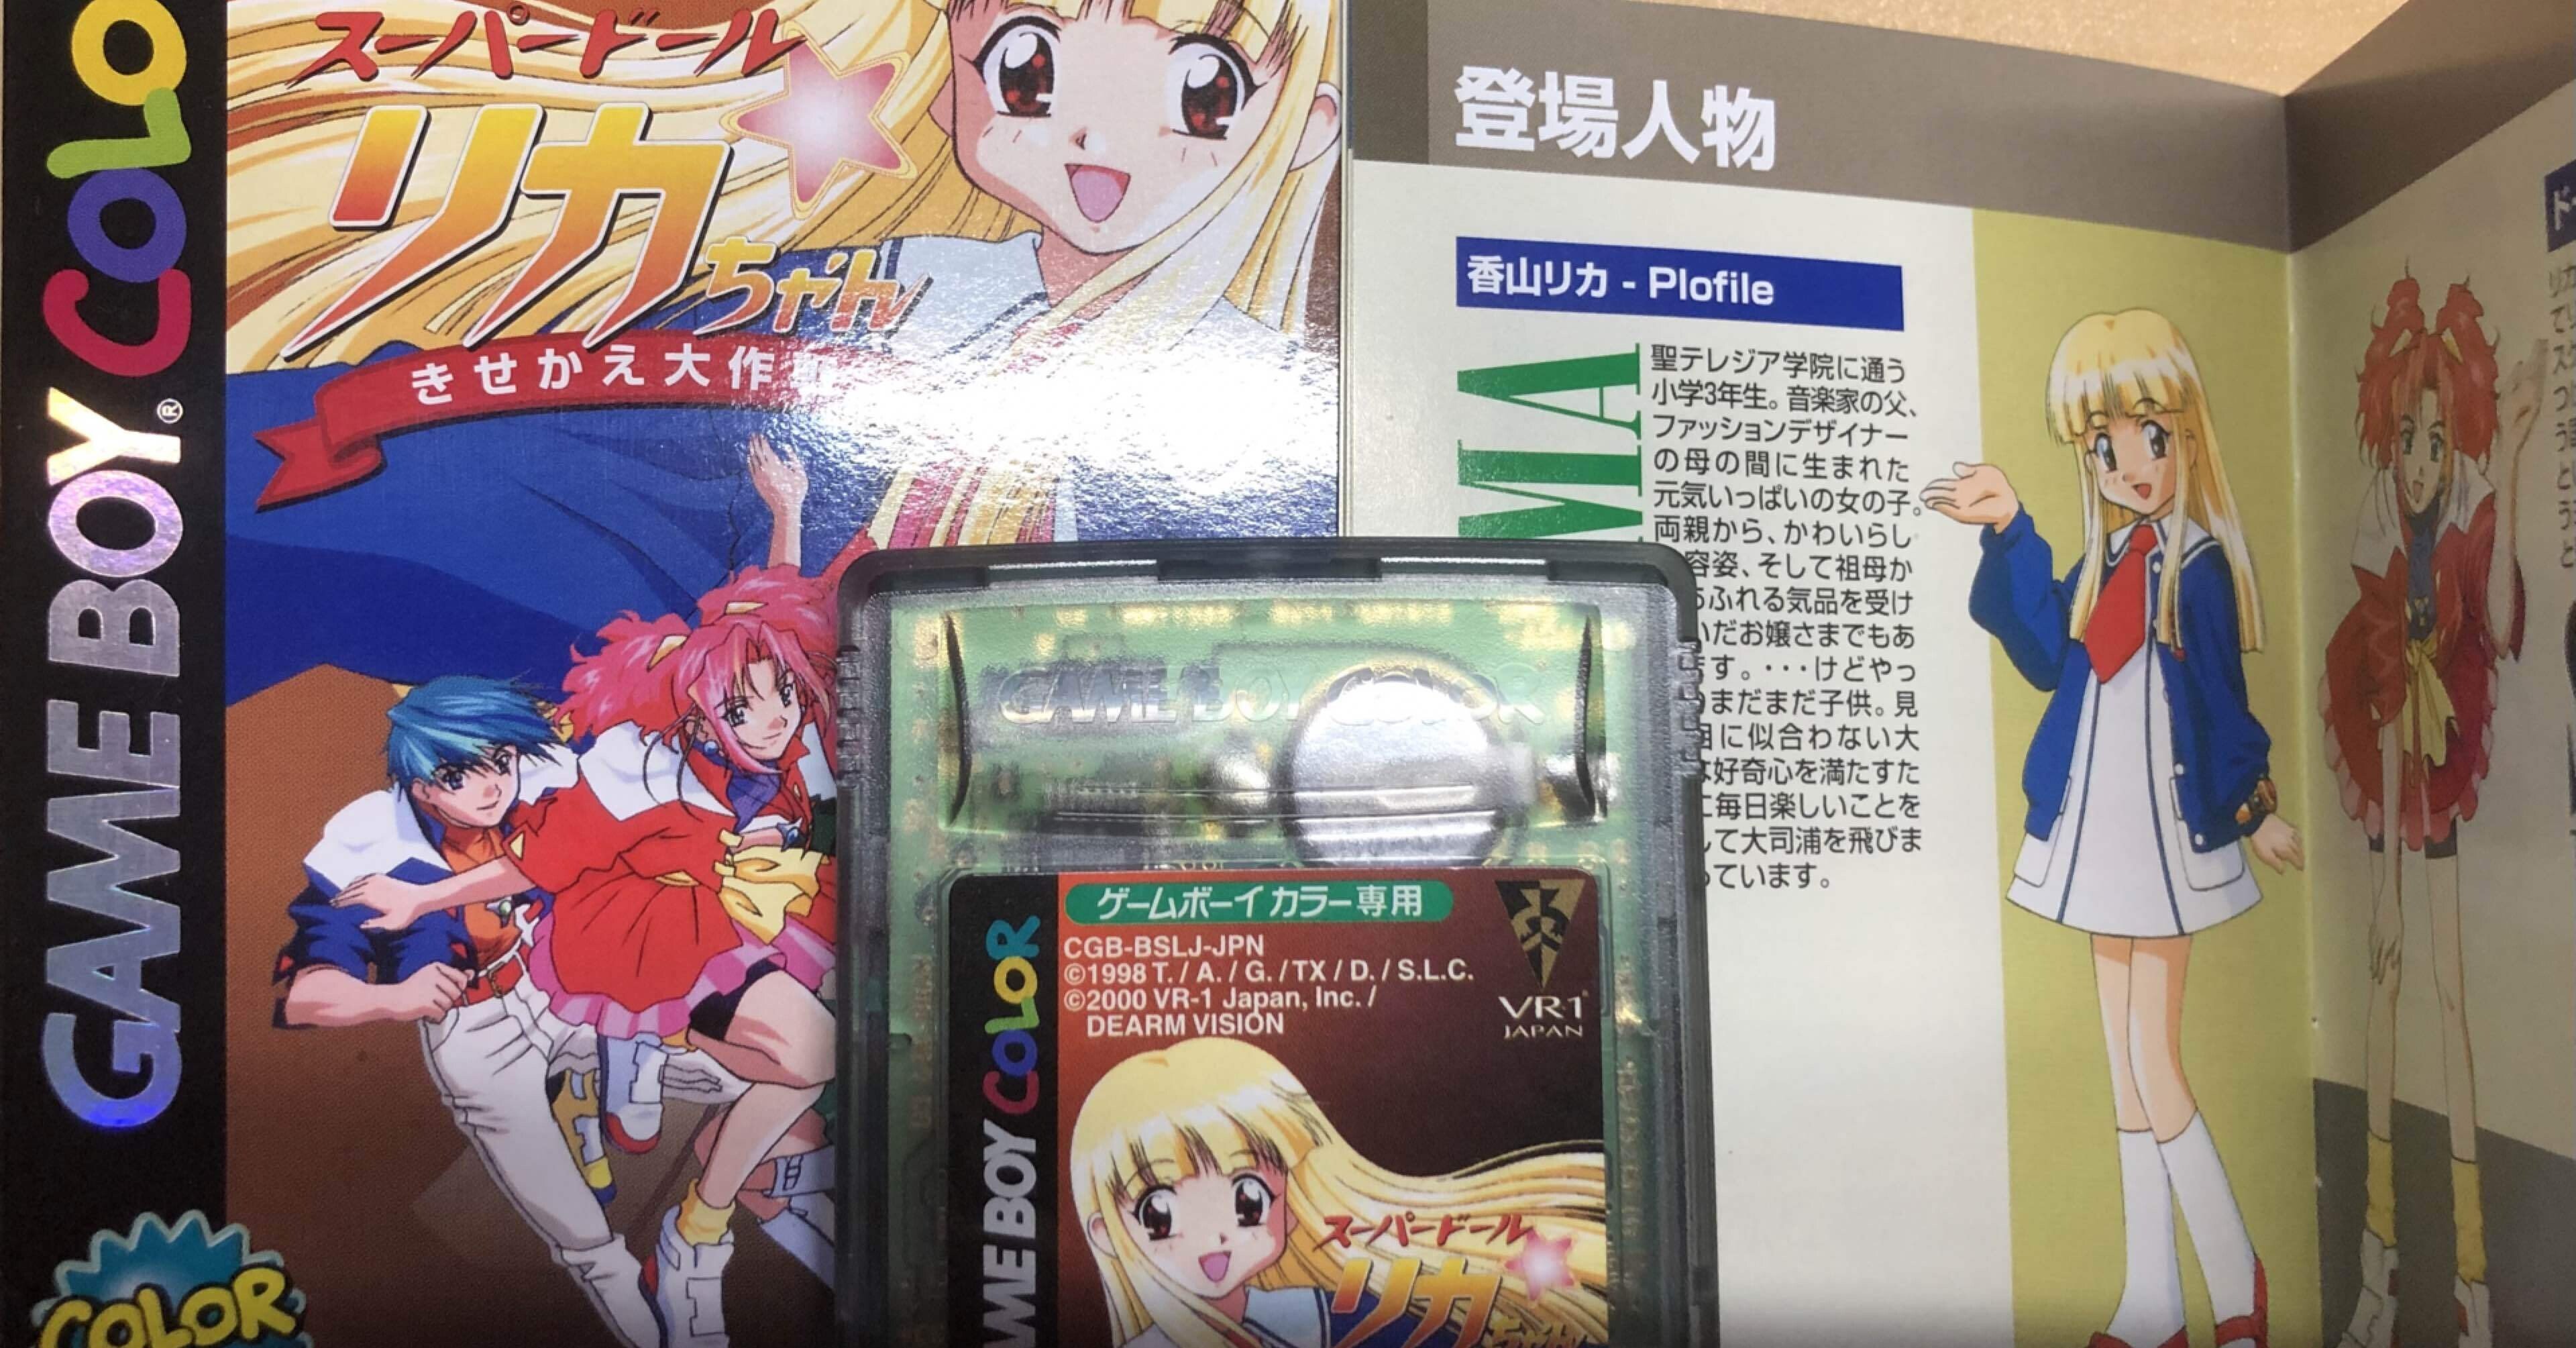 GAME BOY® COLO
スーパードール
リカちゃん
きせかえ大作
COLOR
登場人物
香山リカ - Plofile
MA
聖テレジア学院に通う
小学3年生。音楽家の父、
ファッションデザイナー
の母の間に生まれた
元気いっぱいの女の子。
両親から、かわいらし
容姿、そして祖母か
ふれる気品を受け
いだお嬢さまでもあ
す。・・・けどやっ
まだまだ子供。見
に似合わない大
好奇心を満たすた
に毎日楽しいことを
して大司浦を飛びま
っています。
GAME BOY COLOR
ゲームボーイカラー専用
CGB-BSLJ-JPN
©1998 T. / A. / G. / TX / D. / S.L.C.
©2000 VR-1 Japan, Inc. /
DEARM VISION
VR-1
JAPAN
AME BOY COLOR
スーパードール
リカちゃん